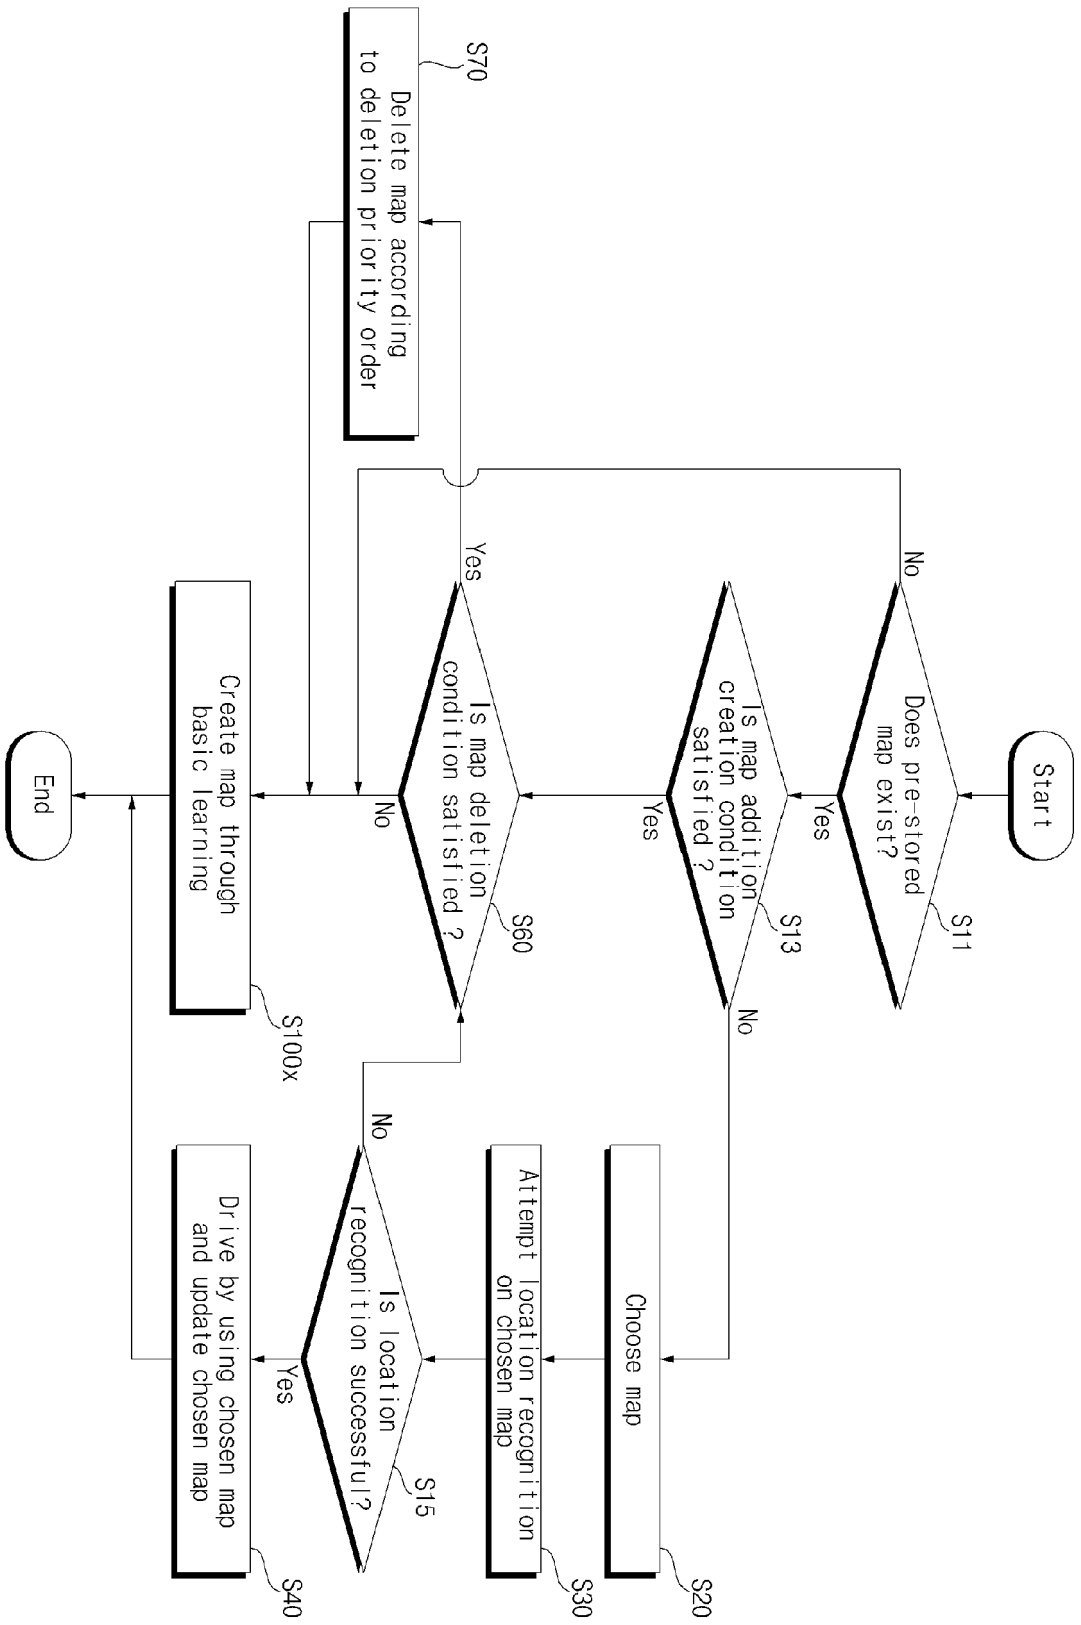 Start
Does pre-stored
map exist?
S11
No
Yes
Is map addition
creation condition
satisfied ?
S13
No
Yes
Choose map
S20
Attempt location recognition
on chosen map
S30
Is map deletion
condition satisfied ?
S60
Yes
No
Is location
recognition successful?
S15
No
Yes
S70
Delete map according
to deletion priority order
Create map through
basic learning
S100x
Drive by using chosen map
and update chosen map
S40
End